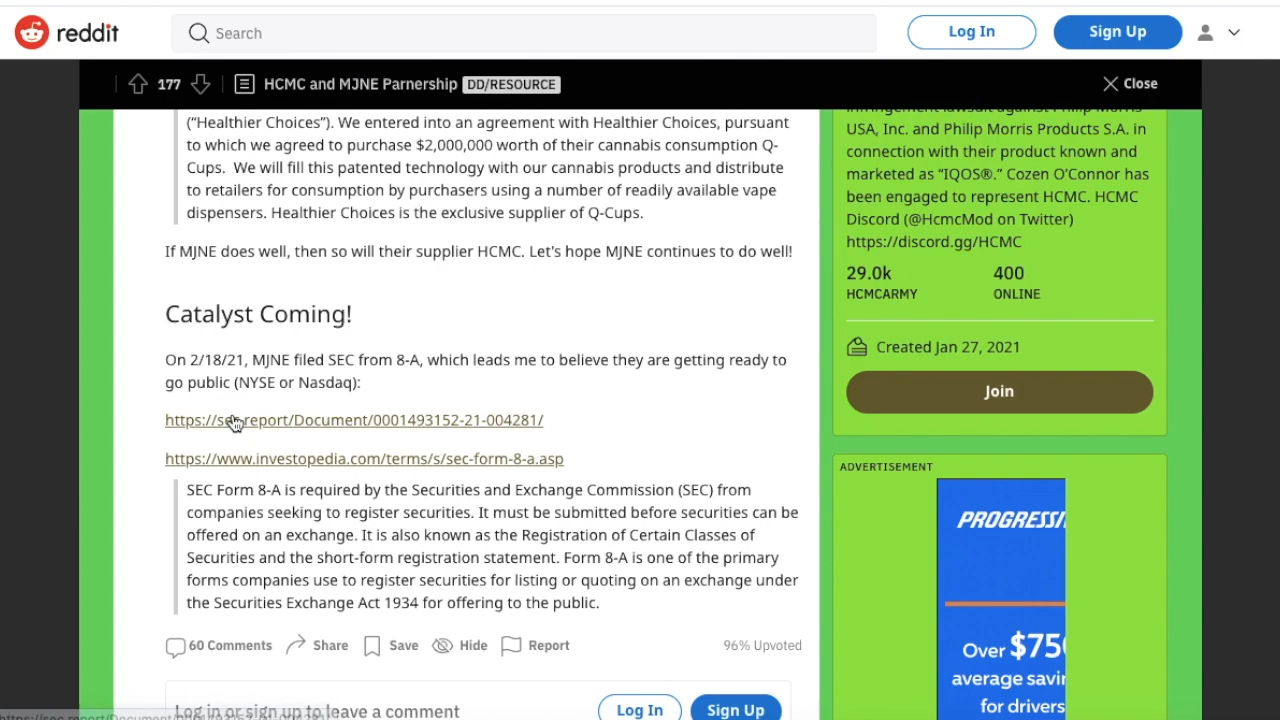 reddit
Search
Log In
Sign Up
177
HCMC and MJNE Parnership DD/RESOURCE
Close
(“Healthier Choices”). We entered into an agreement with Healthier Choices, pursuant
to which we agreed to purchase $2,000,000 worth of their cannabis consumption Q-
Cups. We will fill this patented technology with our cannabis products and distribute
to retailers for consumption by purchasers using a number of readily available vape
dispensers. Healthier Choices is the exclusive supplier of Q-Cups.
If MJNE does well, then so will their supplier HCMC. Let's hope MJNE continues to do well!
Catalyst Coming!
On 2/18/21, MJNE filed SEC from 8-A, which leads me to believe they are getting ready to
go public (NYSE or Nasdaq):
https://sec.report/Document/0001493152-21-004281/
https://www.investopedia.com/terms/s/sec-form-8-a.asp
SEC Form 8-A is required by the Securities and Exchange Commission (SEC) from
companies seeking to register securities. It must be submitted before securities can be
offered on an exchange. It is also known as the Registration of Certain Classes of
Securities and the short-form registration statement. Form 8-A is one of the primary
forms companies use to register securities for listing or quoting on an exchange under
the Securities Exchange Act 1934 for offering to the public.
60 Comments
Share
Save
Hide
Report
96% Upvoted
Log in or sign up to leave a comment
Log In
Sign Up
infringement lawsuit against Philip Morris
USA, Inc. and Philip Morris Products S.A. in
connection with their product known and
marketed as “IQOS®.” Cozen O’Connor has
been engaged to represent HCMC. HCMC
Discord (@HcmcMod on Twitter)
https://discord.gg/HCMC
29.0k
400
HCMCARMY
ONLINE
Created Jan 27, 2021
Join
ADVERTISEMENT
PROGRESSI
Over $750
average savin
for drivers